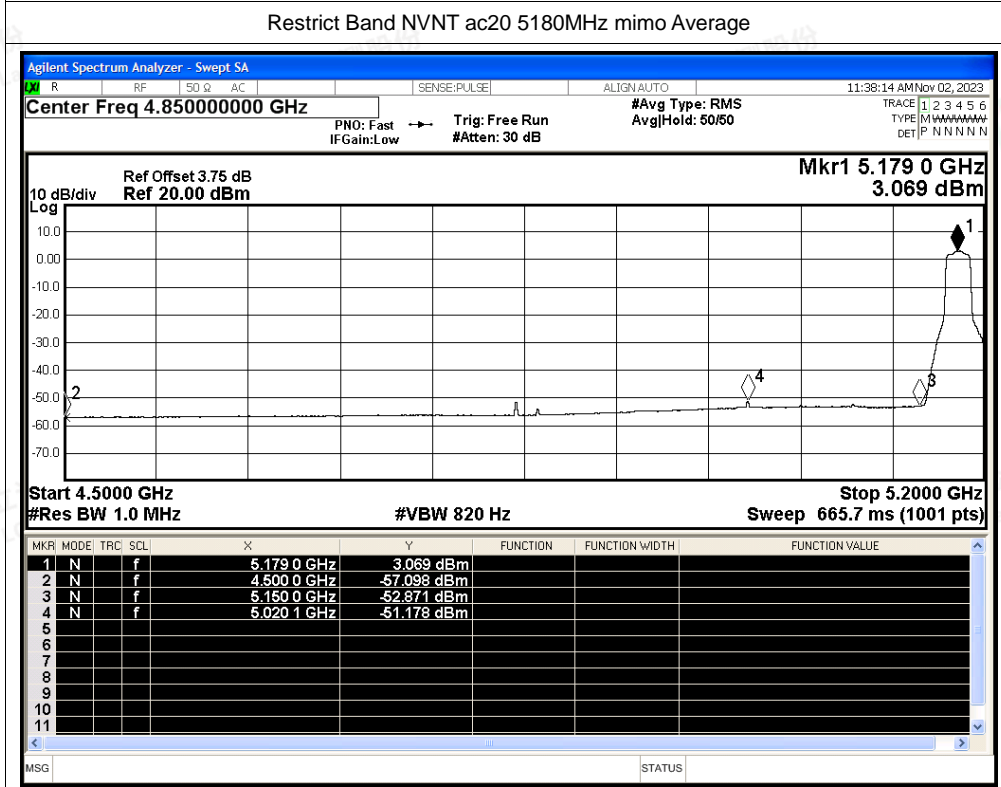 Restrict Band NVNT ac20 5180MHz mimo Average
Agilent Spectrum Analyzer - Swept SA
LXI R RF 50 Ω AC SENSE:PULSE ALIGN AUTO 11:38:14 AM Nov 02, 2023
Center Freq 4.850000000 GHz
PNO: Fast
IFGain:Low
Trig: Free Run
#Atten: 30 dB
#Avg Type: RMS
Avg|Hold: 50/50
TRACE 1 2 3 4 5 6
TYPE M
DET P N N N N N
Mkr1 5.179 0 GHz
3.069 dBm
Ref Offset 3.75 dB
10 dB/div Ref 20.00 dBm
Log
10.0
0.00
-10.0
-20.0
-30.0
-40.0
-50.0
-60.0
-70.0
1
2
4
3
Start 4.5000 GHz Stop 5.2000 GHz
#Res BW 1.0 MHz #VBW 820 Hz Sweep 665.7 ms (1001 pts)
MKR MODE TRC SCL X Y FUNCTION FUNCTION WIDTH FUNCTION VALUE
1 N f 5.179 0 GHz 3.069 dBm
2 N f 4.500 0 GHz -57.098 dBm
3 N f 5.150 0 GHz -52.871 dBm
4 N f 5.020 1 GHz -51.178 dBm
5
6
7
8
9
10
11
MSG STATUS